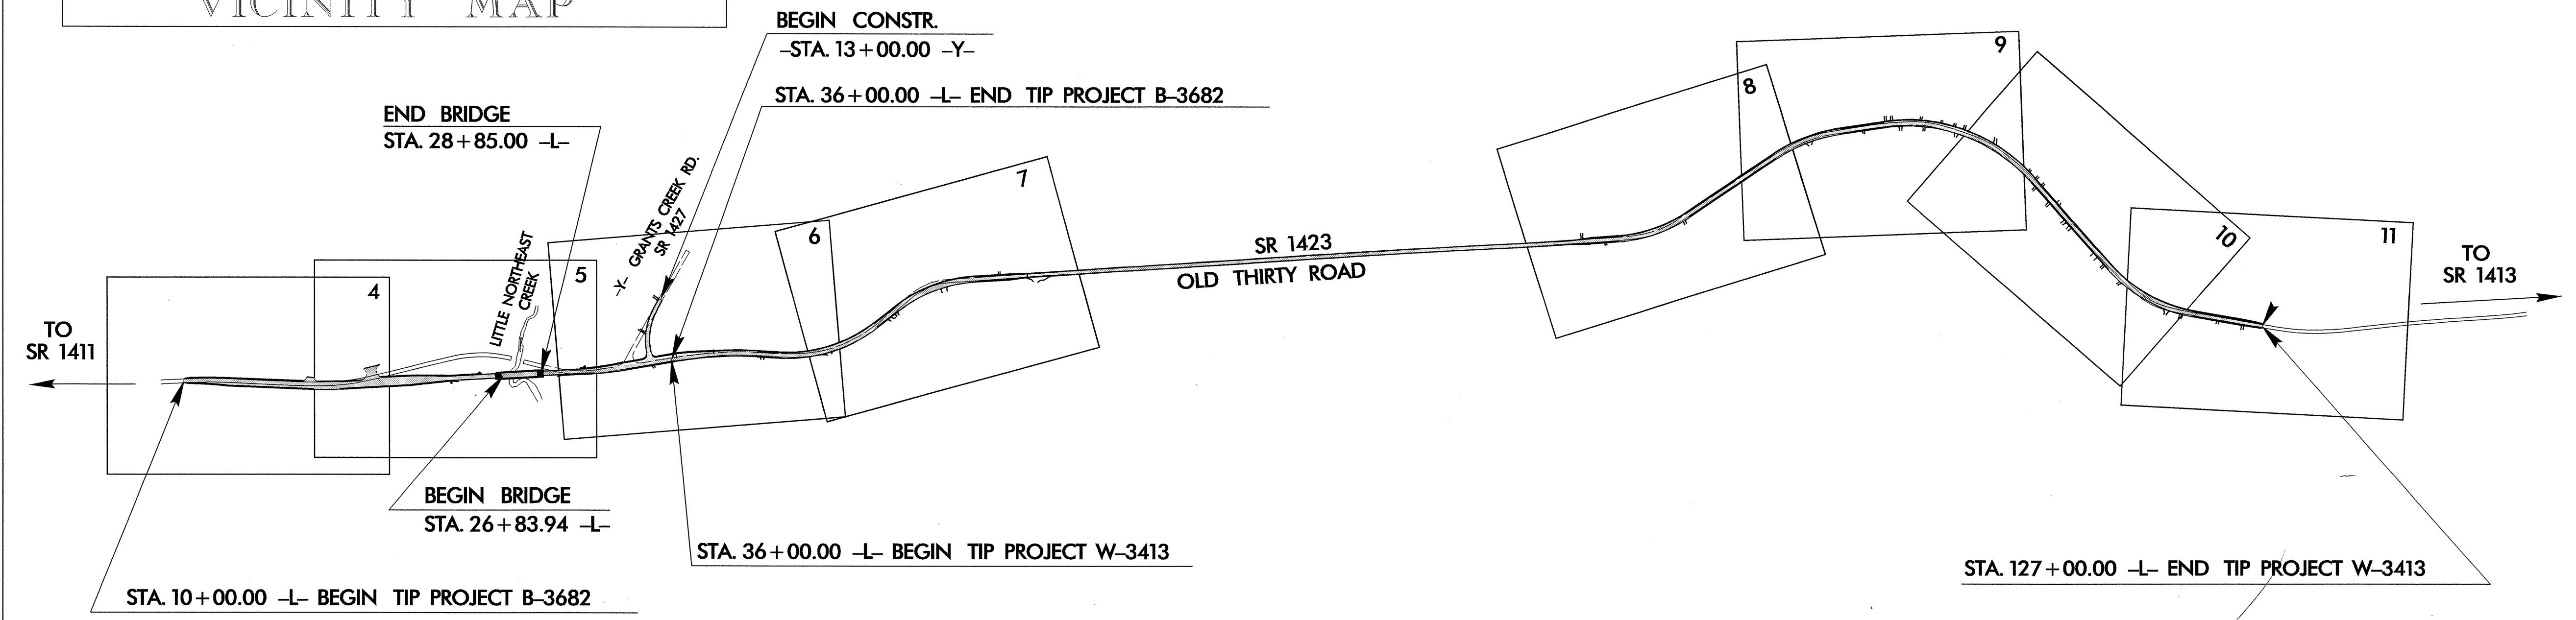 VICINITY MAP
BEGIN CONSTR.
–STA. 13+00.00 –Y–
STA. 36+00.00 –L– END TIP PROJECT B–3682
END BRIDGE
STA. 28+85.00 –L–
–Y– GRANTS CREEK RD.
SR 1427
LITTLE NORTHEAST
CREEK
4
5
6
7
8
9
10
11
SR 1423
OLD THIRTY ROAD
TO
SR 1411
TO
SR 1413
BEGIN BRIDGE
STA. 26+83.94 –L–
STA. 36+00.00 –L– BEGIN TIP PROJECT W–3413
STA. 10+00.00 –L– BEGIN TIP PROJECT B–3682
STA. 127+00.00 –L– END TIP PROJECT W–3413